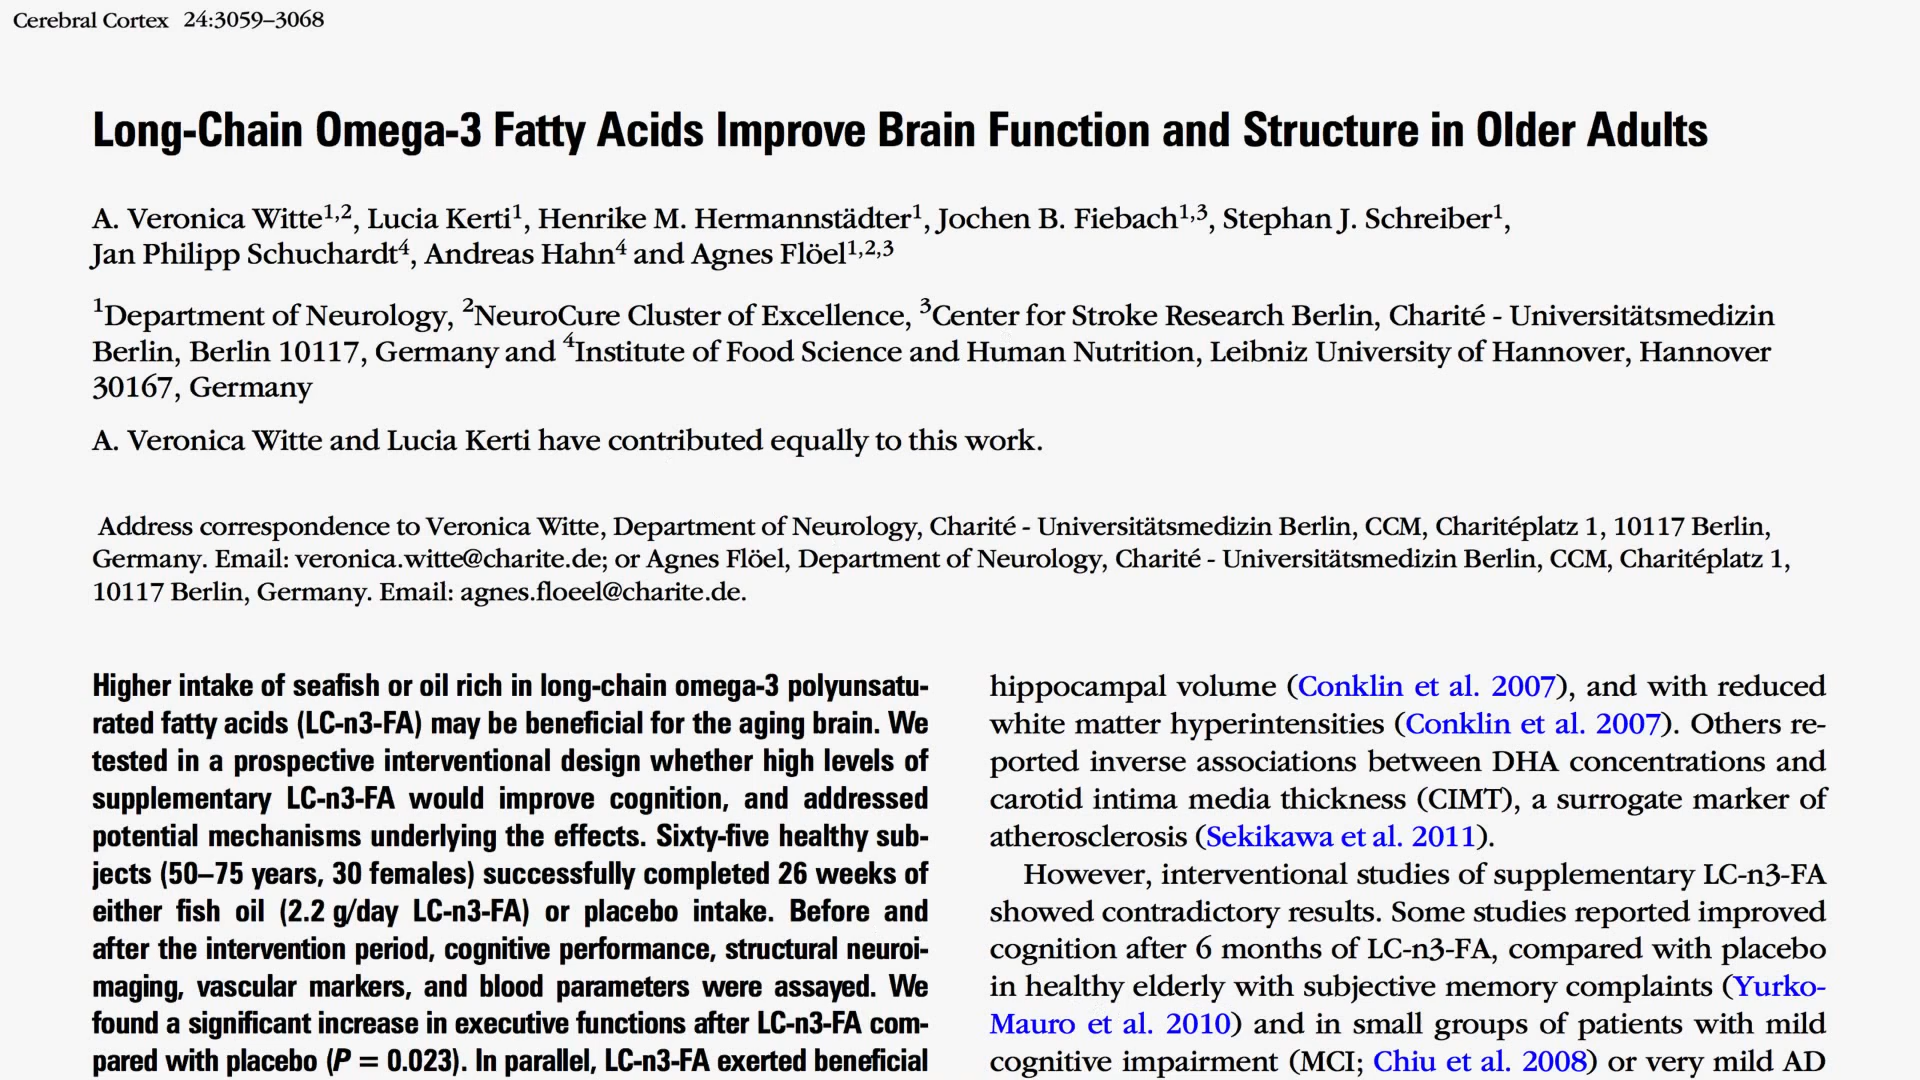 Cerebral Cortex 24:3059–3068
Long-Chain Omega-3 Fatty Acids Improve Brain Function and Structure in Older Adults
A. Veronica Witte1,2, Lucia Kerti1, Henrike M. Hermannstädter1, Jochen B. Fiebach1,3, Stephan J. Schreiber1,
Jan Philipp Schuchardt4, Andreas Hahn4 and Agnes Flöel1,2,3
1Department of Neurology, 2NeuroCure Cluster of Excellence, 3Center for Stroke Research Berlin, Charité - Universitätsmedizin
Berlin, Berlin 10117, Germany and 4Institute of Food Science and Human Nutrition, Leibniz University of Hannover, Hannover
30167, Germany
A. Veronica Witte and Lucia Kerti have contributed equally to this work.
Address correspondence to Veronica Witte, Department of Neurology, Charité - Universitätsmedizin Berlin, CCM, Charitéplatz 1, 10117 Berlin,
Germany. Email: veronica.witte@charite.de; or Agnes Flöel, Department of Neurology, Charité - Universitätsmedizin Berlin, CCM, Charitéplatz 1,
10117 Berlin, Germany. Email: agnes.floeel@charite.de.
Higher intake of seafish or oil rich in long-chain omega-3 polyunsatu-
rated fatty acids (LC-n3-FA) may be beneficial for the aging brain. We
tested in a prospective interventional design whether high levels of
supplementary LC-n3-FA would improve cognition, and addressed
potential mechanisms underlying the effects. Sixty-five healthy sub-
jects (50–75 years, 30 females) successfully completed 26 weeks of
either fish oil (2.2 g/day LC-n3-FA) or placebo intake. Before and
after the intervention period, cognitive performance, structural neuroi-
maging, vascular markers, and blood parameters were assayed. We
found a significant increase in executive functions after LC-n3-FA com-
pared with placebo (P = 0.023). In parallel, LC-n3-FA exerted beneficial
hippocampal volume (Conklin et al. 2007), and with reduced
white matter hyperintensities (Conklin et al. 2007). Others re-
ported inverse associations between DHA concentrations and
carotid intima media thickness (CIMT), a surrogate marker of
atherosclerosis (Sekikawa et al. 2011).
However, interventional studies of supplementary LC-n3-FA
showed contradictory results. Some studies reported improved
cognition after 6 months of LC-n3-FA, compared with placebo
in healthy elderly with subjective memory complaints (Yurko-
Mauro et al. 2010) and in small groups of patients with mild
cognitive impairment (MCI; Chiu et al. 2008) or very mild AD